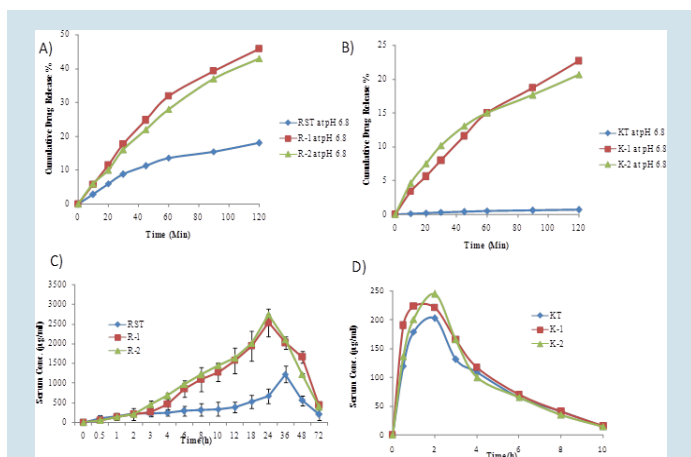 A)
50
40
30
20
10
0
Cumulative Drug Release %
0 20 40 60 80 100 120
Time (Min)
RST at pH 6.8
R-1 at pH 6.8
R-2 at pH 6.8
B)
25
20
15
10
5
0
Cumulative Drug Release %
0 20 40 60 80 100 120
Time (Min)
KT at pH 6.8
K-1 at pH 6.8
K-2 at pH 6.8
C)
3500
3000
2500
2000
1500
1000
500
0
Serum Conc. (µg/ml)
RST
R-1
R-2
0 0.5 1 2 3 4 6 8 10 12 18 24 36 48 72
Time(h)
D)
300
250
200
150
100
50
0
Serum Conc. (µg/ml)
KT
K-1
K-2
0 2 4 6 8 10
Time(h)